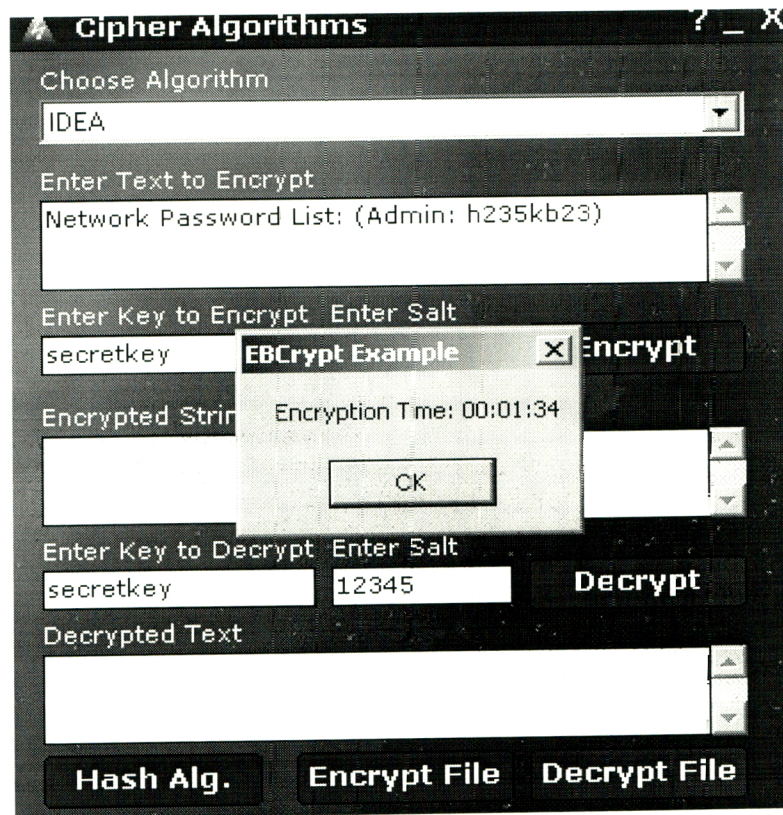 Cipher Algorithms ? _ X
Choose Algorithm
IDEA
Enter Text to Encrypt
Network Password List: (Admin: h235kb23)
Enter Key to Encrypt Enter Salt
secretkey
EBCrypt Example
Encryption Tme: 00:01:34
CK
Encrypt
Encrypted Strin
Enter Key to Decrypt Enter Salt
secretkey 12345 Decrypt
Decrypted Text
Hash Alg. Encrypt File Decrypt File